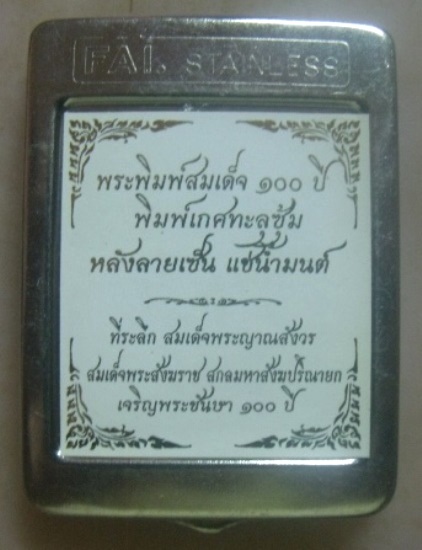 FAI. STAINLESS
พระพิมพ์สมเด็จ ๑๐๐ ปี
พิมพ์เกศทะลุซุ้ม
หลังลายเซ็น แช่น้ำมนต์
ที่ระลึก สมเด็จพระญาณสังวร
สมเด็จพระสังฆราช สกลมหาสังฆปริณายก
เจริญพระชันษา ๑๐๐ ปี